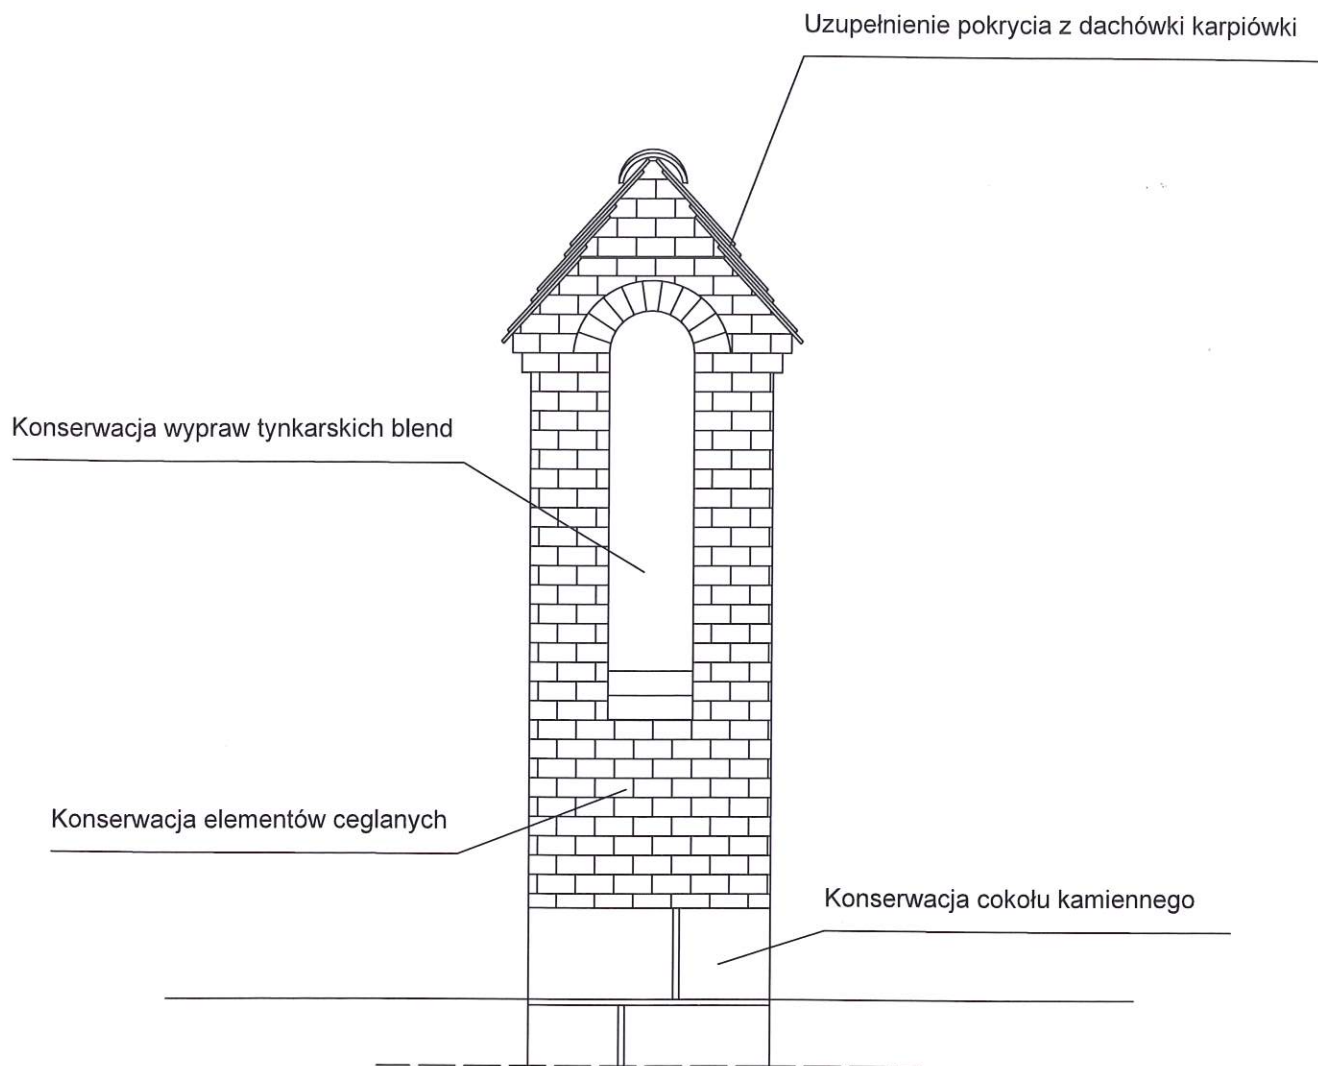 Uzupełnienie pokrycia z dachówki karpiówki
Konserwacja wypraw tynkarskich blend
Konserwacja elementów ceglanych
Konserwacja cokołu kamiennego